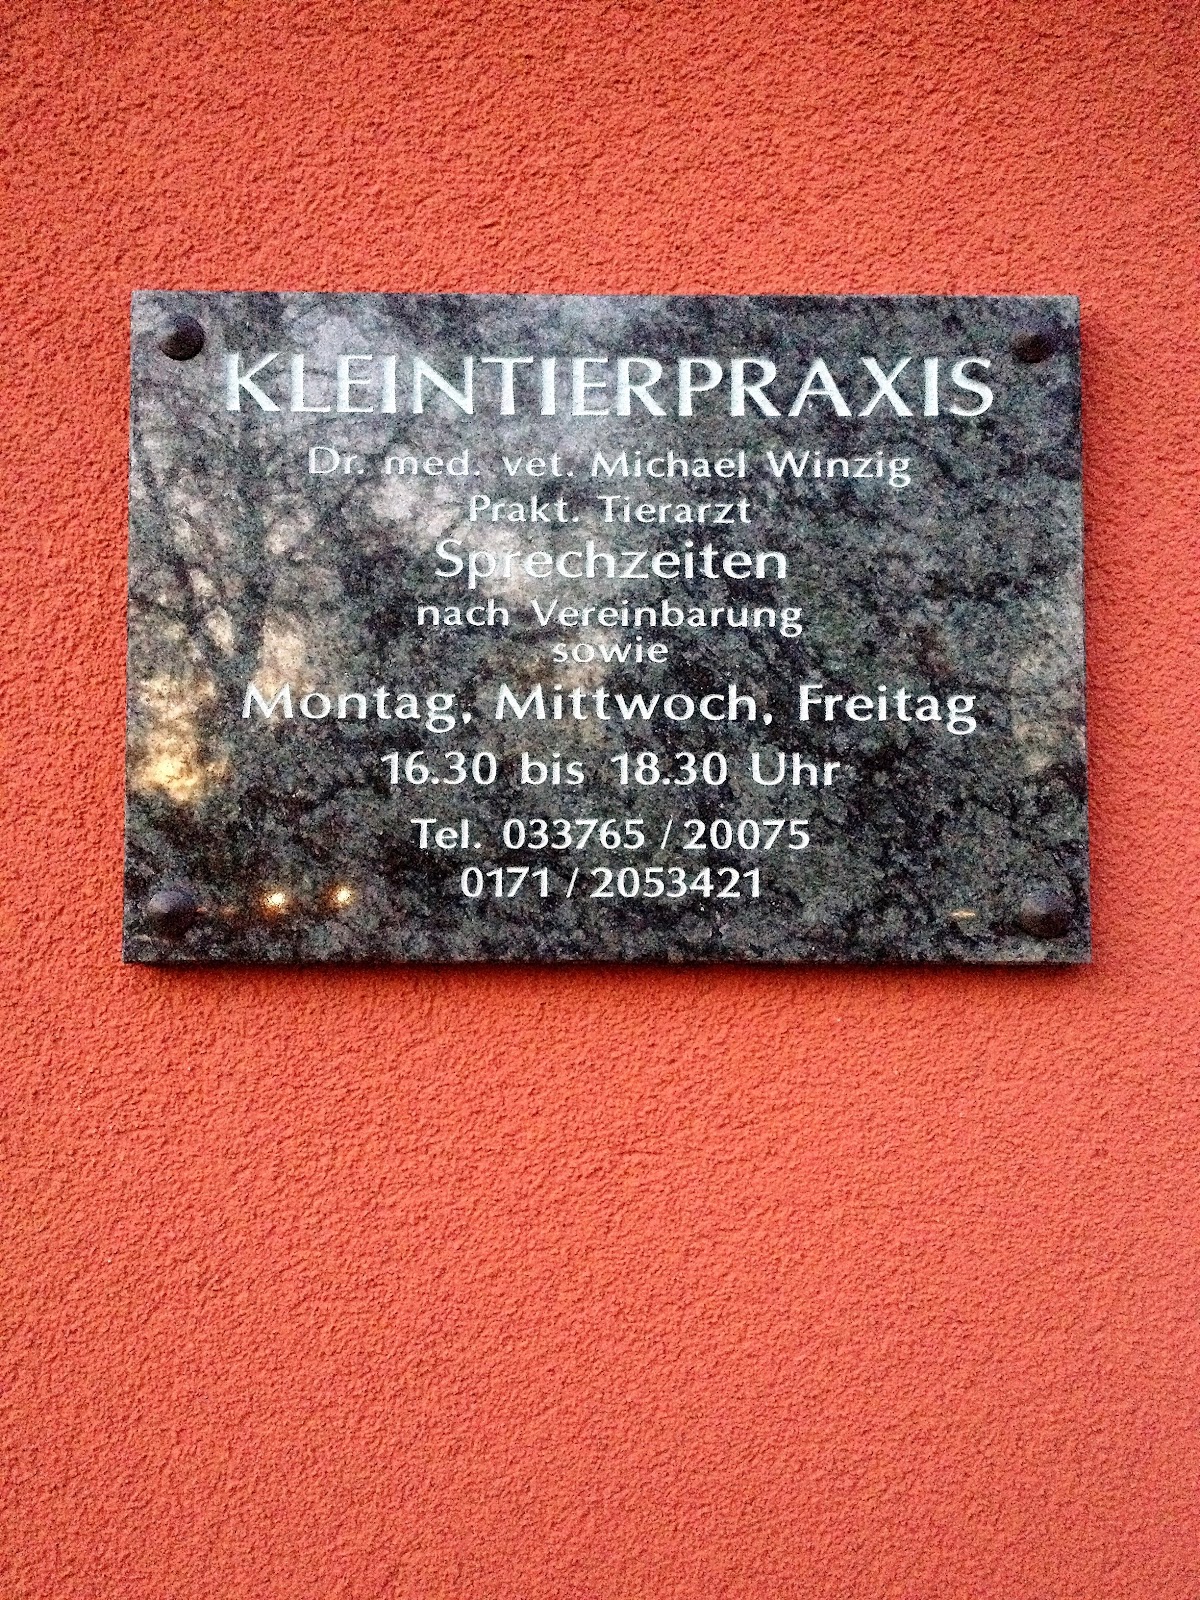 KLEINTIERPRAXIS
Dr. med. vet. Michael Winzig
Prakt. Tierarzt
Sprechzeiten
nach Vereinbarung
sowie
Montag, Mittwoch, Freitag
16.30 bis 18.30 Uhr
Tel. 033765 / 20075
0171 / 2053421